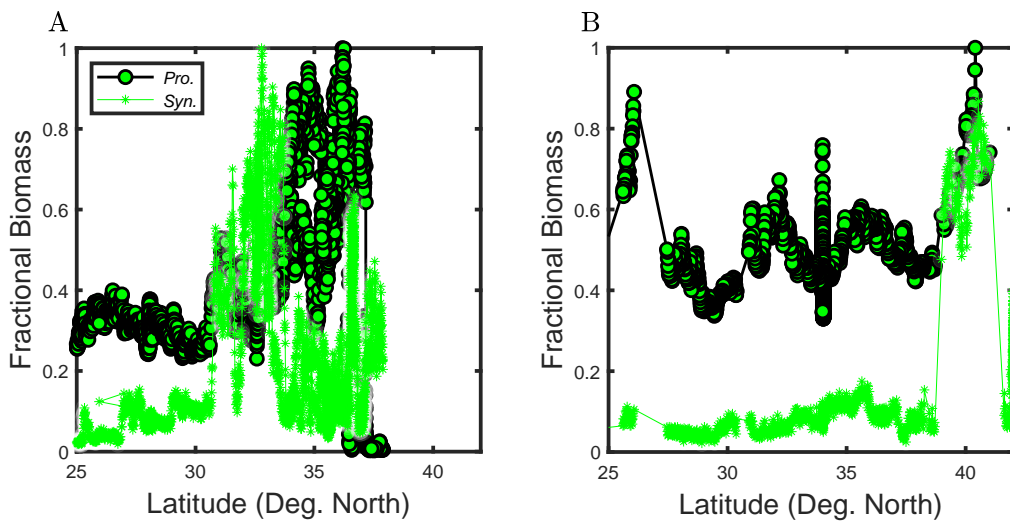 A
B
Fractional Biomass
1
0.8
0.6
0.4
0.2
0
Pro.
Syn.
25
30
35
40
Latitude (Deg. North)
Fractional Biomass
1
0.8
0.6
0.4
0.2
0
25
30
35
40
Latitude (Deg. North)